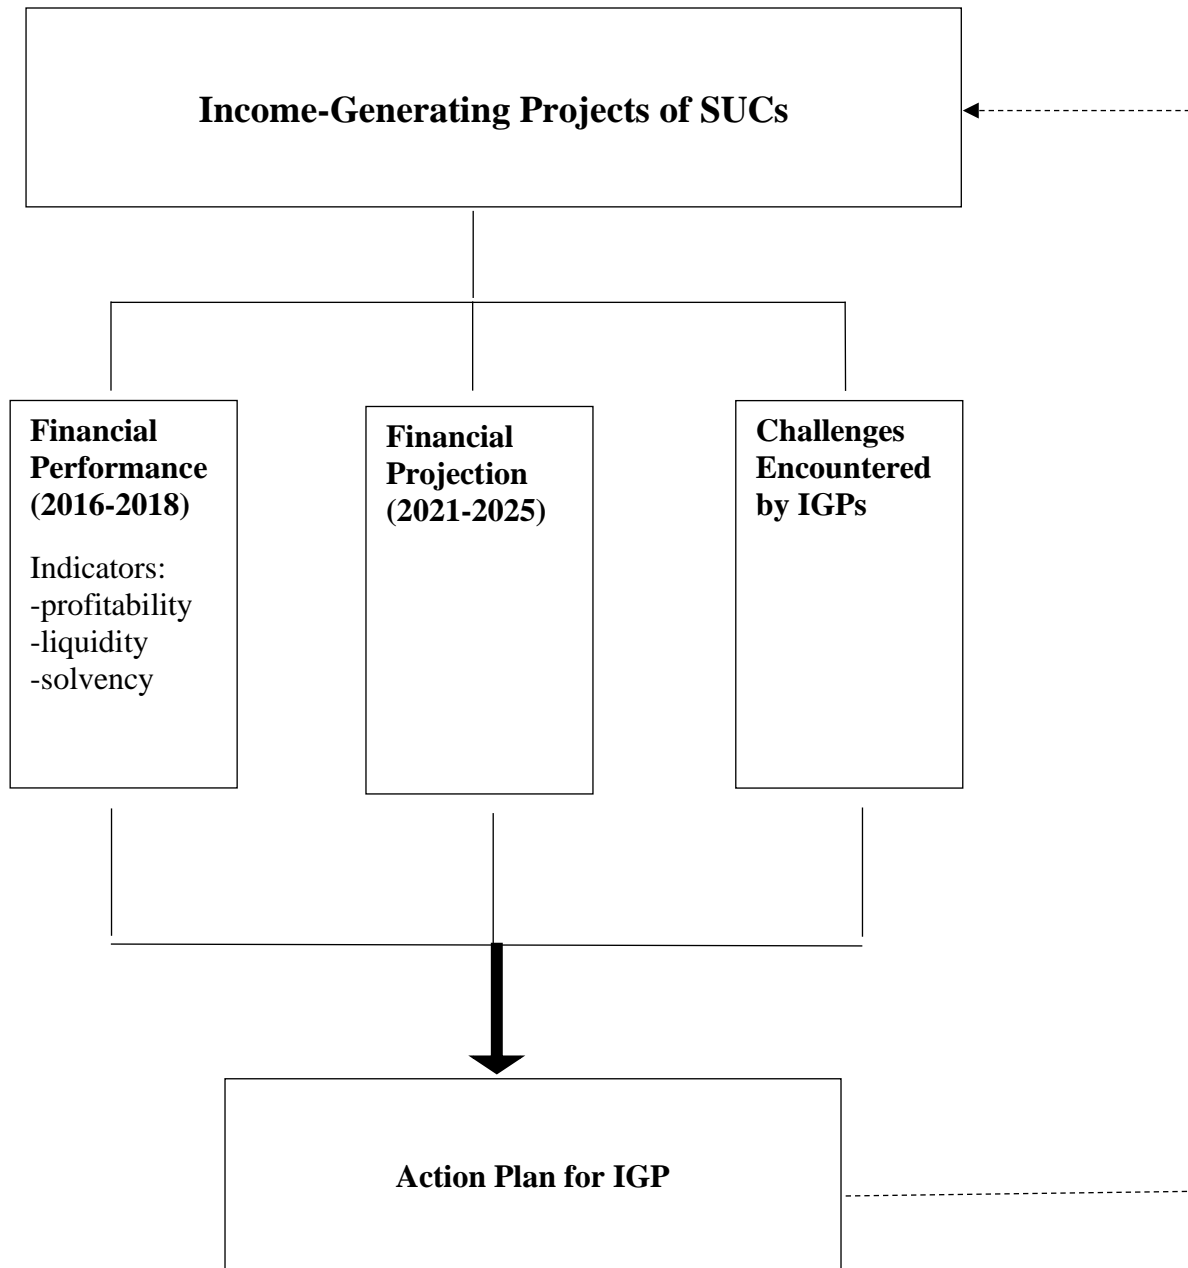 Income-Generating Projects of SUCs
Financial
Performance
(2016-2018)
Indicators:
-profitability
-liquidity
-solvency
Financial
Projection
(2021-2025)
Challenges
Encountered
by IGPs
Action Plan for IGP